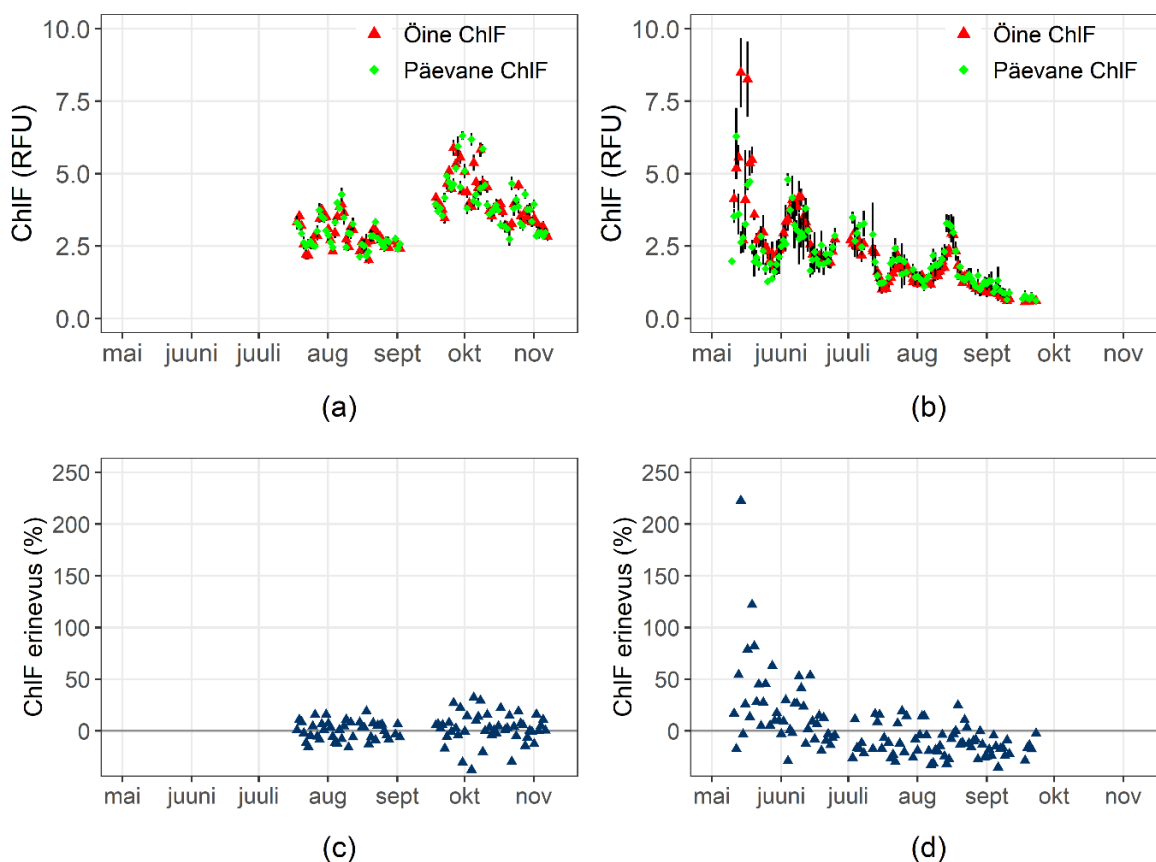 10.0
7.5
5.0
2.5
0.0
ChlF (RFU)
Öine ChlF
Päevane ChlF
mai juuni juuli aug sept okt nov
(a)
10.0
7.5
5.0
2.5
0.0
ChlF (RFU)
Öine ChlF
Päevane ChlF
mai juuni juuli aug sept okt nov
(b)
250
200
150
100
50
0
ChlF erinevus (%)
mai juuni juuli aug sept okt nov
(c)
250
200
150
100
50
0
ChlF erinevus (%)
mai juuni juuli aug sept okt nov
(d)